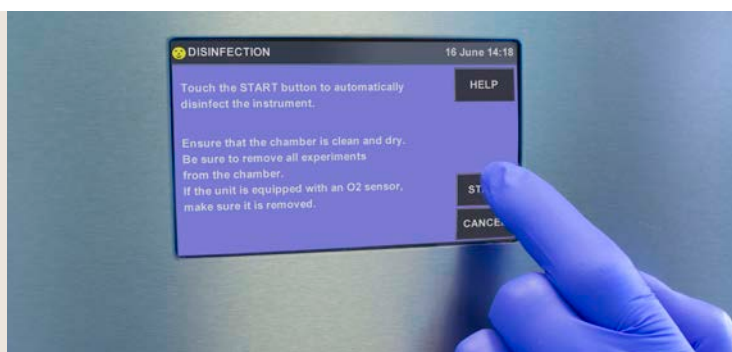 DISINFECTION 16 June 14:18
Touch the START button to automatically
disinfect the instrument.
HELP
Ensure that the chamber is clean and dry.
Be sure to remove all experiments
from the chamber.
If the unit is equipped with an O2 sensor,
make sure it is removed.